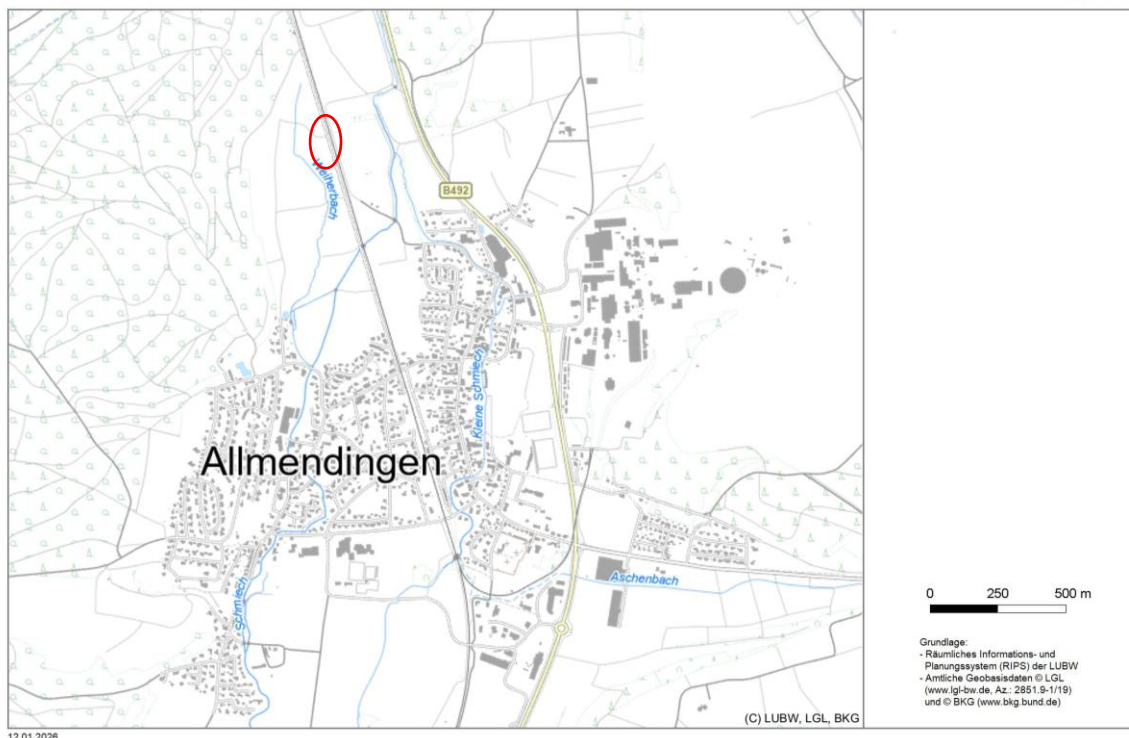 Weiherbach
B492
Kleine Schmiech
Allmendingen
Schmiech
Aschenbach
0 250 500 m
Grundlage:
- Räumliches Informations- und
Planungssystem (RIPS) der LUBW
- Amtliche Geobasisdaten © LGL
(www.lgl-bw.de, Az.: 2851.9-1/19)
und © BKG (www.bkg.bund.de)
(C) LUBW, LGL, BKG
12.01.2026